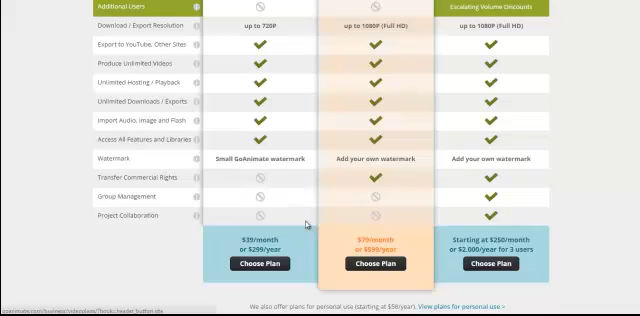 Additional Users Escalating Volume Discounts
Download / Export Resolution up to 720P up to 1080P (Full HD) up to 1080P (Full HD)
Export to YouTube, Other Sites
Produce Unlimited Videos
Unlimited Hosting / Playback
Unlimited Downloads / Exports
Import Audio, Image and Flash
Access All Features and Libraries
Watermark Small GoAnimate watermark Add your own watermark Add your own watermark
Transfer Commercial Rights
Group Management
Project Collaboration
$39/month $79/month Starting at $250/month
or $299/year or $599/year or $2,000/year for 3 users
Choose Plan Choose Plan Choose Plan
We also offer plans for personal use (starting at $58/year). View plans for personal use >